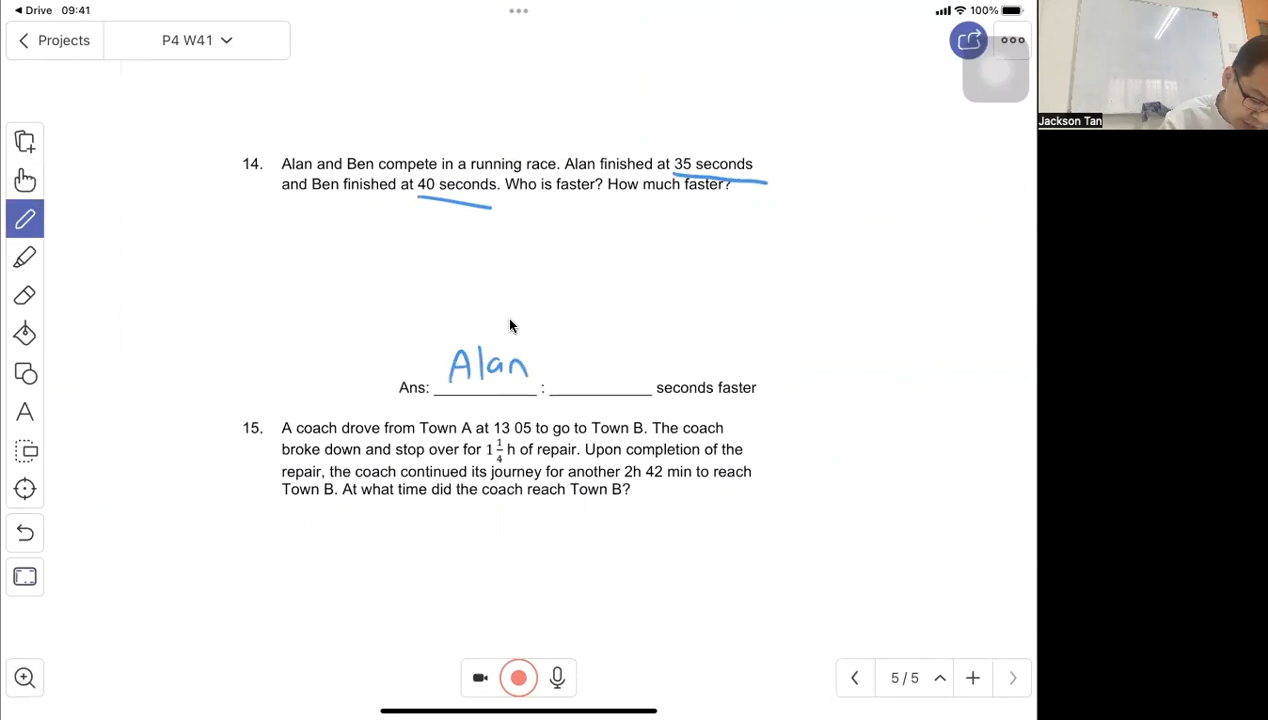 Drive 09:41
100%
Projects
P4 W41
Jackson Tan
14. Alan and Ben compete in a running race. Alan finished at 35 seconds
and Ben finished at 40 seconds. Who is faster? How much faster?
Alan
Ans: ____________ : ____________ seconds faster
15. A coach drove from Town A at 13 05 to go to Town B. The coach
broke down and stop over for 1 1/4 h of repair. Upon completion of the
repair, the coach continued its journey for another 2h 42 min to reach
Town B. At what time did the coach reach Town B?
A
5 / 5